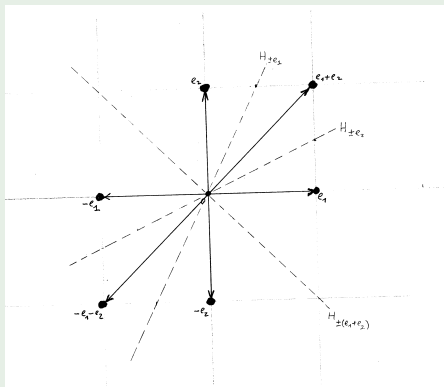 H±e₁
e₂
e₁+e₂
H±e₂
0
-e₁
e₁
-e₁-e₂
-e₂
H±(e₁+e₂)